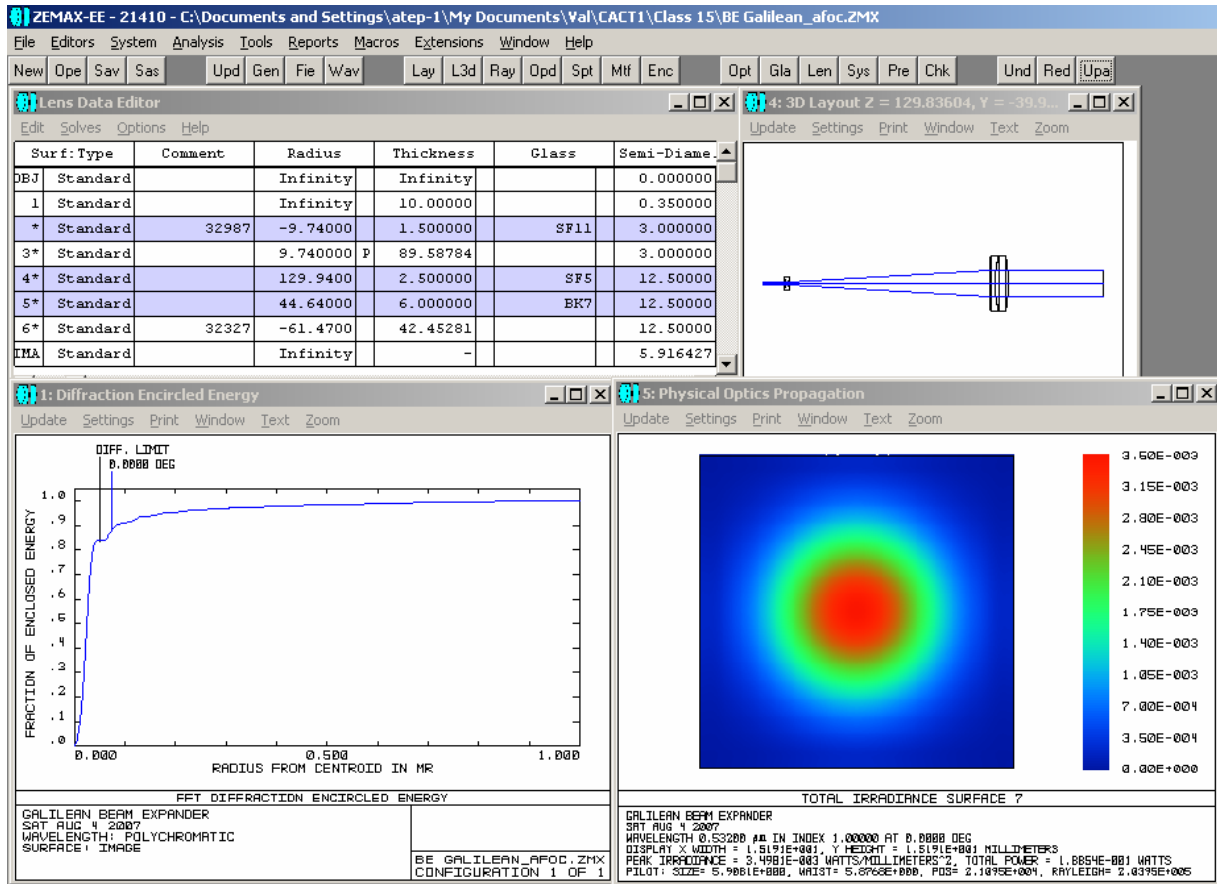 ZEMAX-EE - 21410 - C:\Documents and Settings\atep-1\My Documents\Val\CACT1\Class 15\BE Galilean_afoc.ZMX
File Editors System Analysis Tools Reports Macros Extensions Window Help
New Ope Sav Sas Upd Gen Fie Wav Lay L3d Ray Opd Spt Mtf Enc Opt Gla Len Sys Pre Chk Und Red Upa
Lens Data Editor
Edit Solves Options Help
Surf:Type Comment Radius Thickness Glass Semi-Diame
OBJ Standard Infinity Infinity 0.000000
1 Standard Infinity 10.00000 0.350000
* Standard 32987 -9.74000 1.500000 SF11 3.000000
3* Standard 9.740000 P 89.58784 3.000000
4* Standard 129.9400 2.500000 SF5 12.50000
5* Standard 44.64000 6.000000 BK7 12.50000
6* Standard 32327 -61.4700 42.45281 12.50000
IMA Standard Infinity - 5.916427
4: 3D Layout Z = 129.83604, Y = -39.9...
Update Settings Print Window Text Zoom
1: Diffraction Encircled Energy
Update Settings Print Window Text Zoom
DIFF. LIMIT
0.0000 DEG
1.0
.9
.8
.7
.6
.5
.4
.3
.2
.1
.0
FRACTION OF ENCLOSED ENERGY
0.000 0.500 1.000
RADIUS FROM CENTROID IN MR
FFT DIFFRACTION ENCIRCLED ENERGY
GALILEAN BEAM EXPANDER
SAT AUG 4 2007
WAVELENGTH: POLYCHROMATIC
SURFACE: IMAGE
BE GALILEAN_AFOC.ZMX
CONFIGURATION 1 OF 1
5: Physical Optics Propagation
Update Settings Print Window Text Zoom
3.50E-003
3.15E-003
2.80E-003
2.45E-003
2.10E-003
1.75E-003
1.40E-003
1.05E-003
7.00E-004
3.50E-004
0.00E+000
TOTAL IRRADIANCE SURFACE 7
GALILEAN BEAM EXPANDER
SAT AUG 4 2007
WAVELENGTH 0.53200 µm IN INDEX 1.00000 AT 0.0000 DEG
DISPLAY X WIDTH = 1.5191E+001, Y HEIGHT = 1.5191E+001 MILLIMETERS
PEAK IRRADIANCE = 3.4981E-003 WATTS/MILLIMETERS^2, TOTAL POWER = 1.8854E-001 WATTS
PILOT: SIZE= 5.9081E+000, WAIST= 5.8768E+000, POS= 2.1095E+004, RAYLEIGH= 2.0395E+005